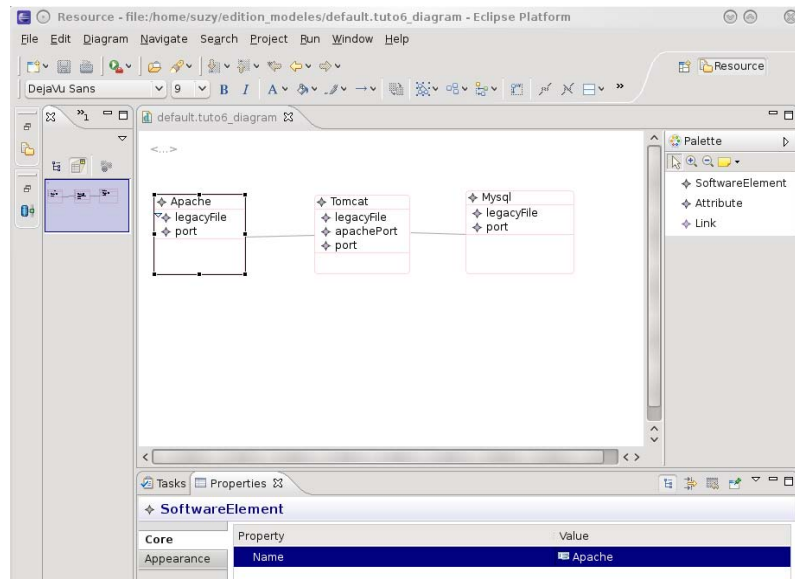 Resource - file:/home/suzy/edition_modeles/default.tuto6_diagram - Eclipse Platform
File Edit Diagram Navigate Search Project Run Window Help
Resource
DejaVu Sans 9 B I A »
»1 default.tuto6_diagram
<...>
Palette
SoftwareElement
Attribute
Link
Apache
legacyFile
port
Tomcat
legacyFile
apachePort
port
Mysql
legacyFile
port
Tasks Properties
SoftwareElement
Core
Appearance
Property Value
Name Apache